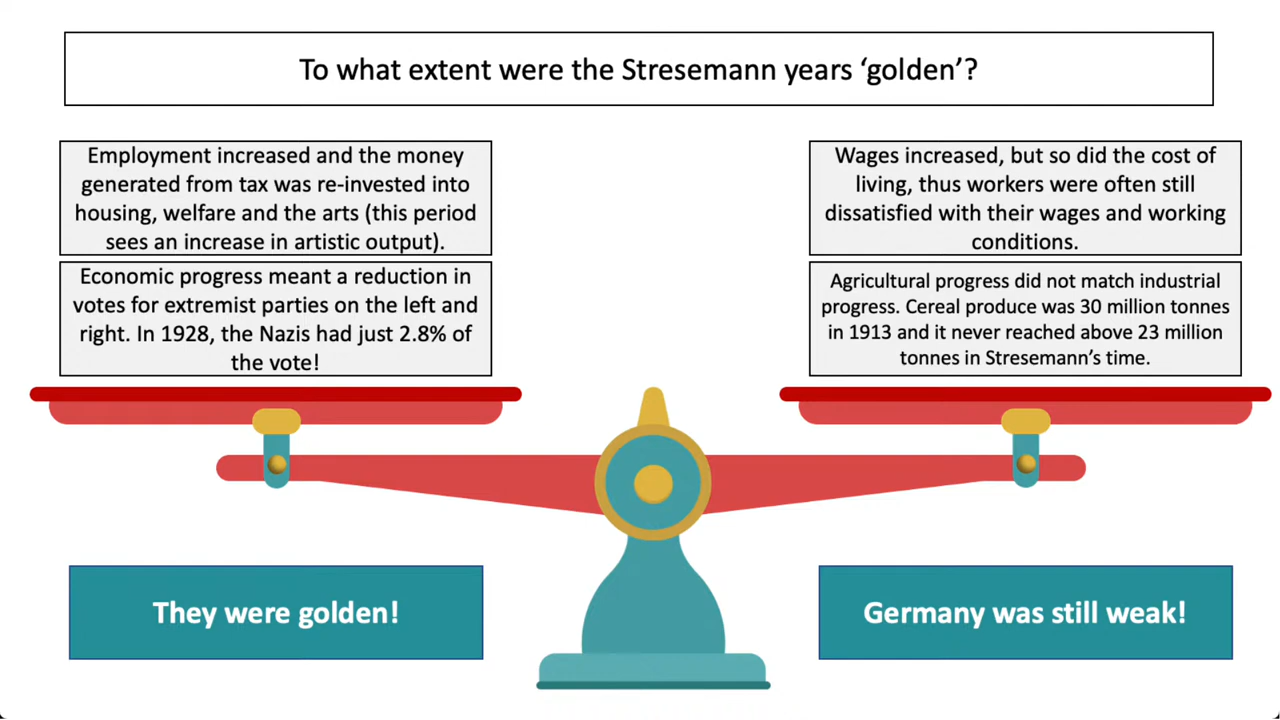 To what extent were the Stresemann years ‘golden’?
Employment increased and the money
generated from tax was re-invested into
housing, welfare and the arts (this period
sees an increase in artistic output).
Economic progress meant a reduction in
votes for extremist parties on the left and
right. In 1928, the Nazis had just 2.8% of
the vote!
Wages increased, but so did the cost of
living, thus workers were often still
dissatisfied with their wages and working
conditions.
Agricultural progress did not match industrial
progress. Cereal produce was 30 million tonnes
in 1913 and it never reached above 23 million
tonnes in Stresemann’s time.
They were golden!
Germany was still weak!